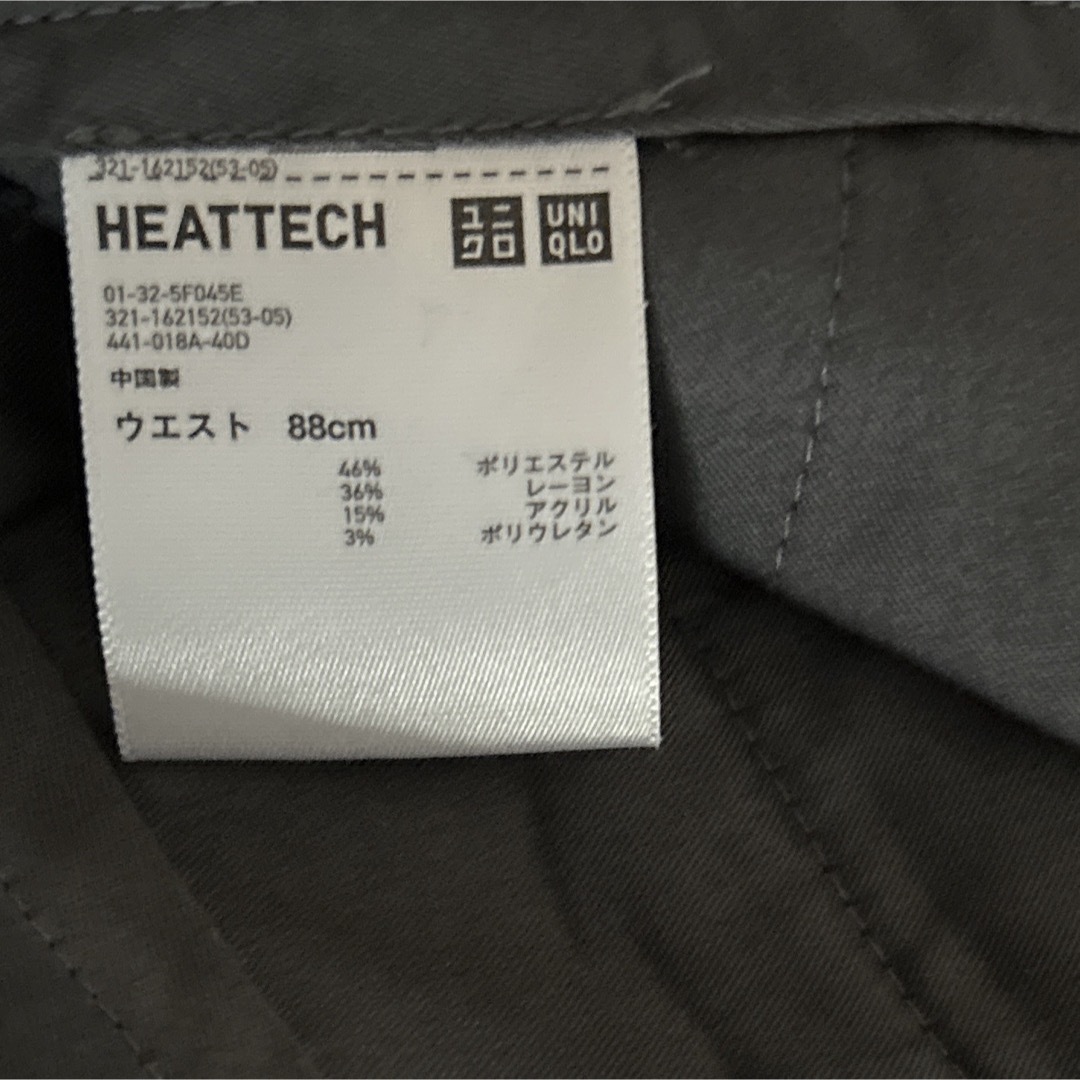 321-162152(53-05)
HEATTECH
ユニ
クロ
UNI
QLO
01-32-5F045E
321-162152(53-05)
441-018A-40D
中国製
ウエスト 88cm
46% ポリエステル
36% レーヨン
15% アクリル
3% ポリウレタン